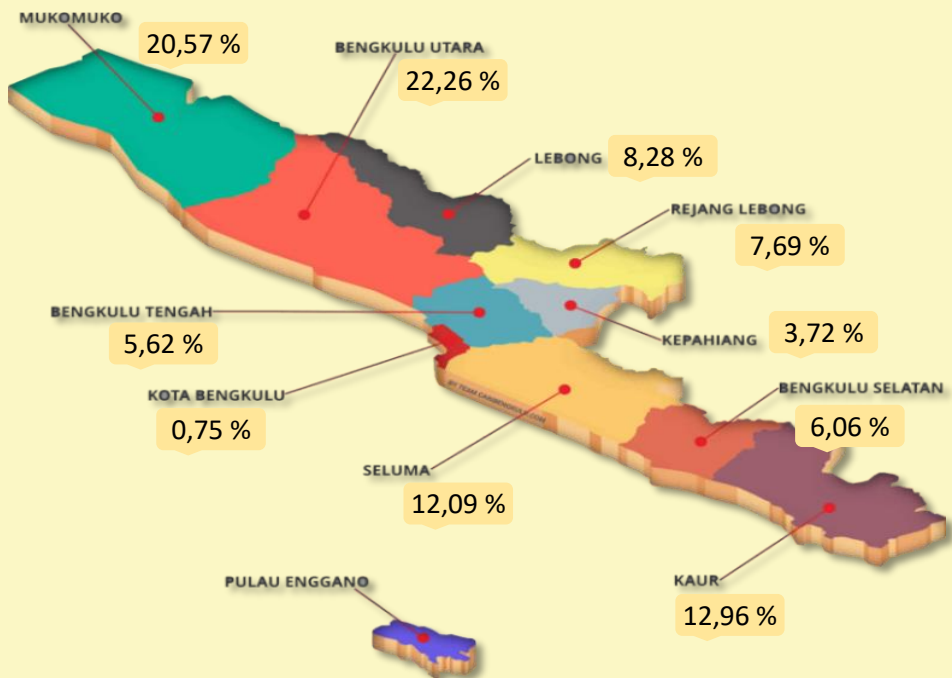 MUKOMUKO
20,57 %
BENGKULU UTARA
22,26 %
LEBONG
8,28 %
REJANG LEBONG
7,69 %
BENGKULU TENGAH
5,62 %
KEPAHIANG
3,72 %
KOTA BENGKULU
0,75 %
BENGKULU SELATAN
6,06 %
SELUMA
12,09 %
KAUR
12,96 %
PULAU ENGGANO